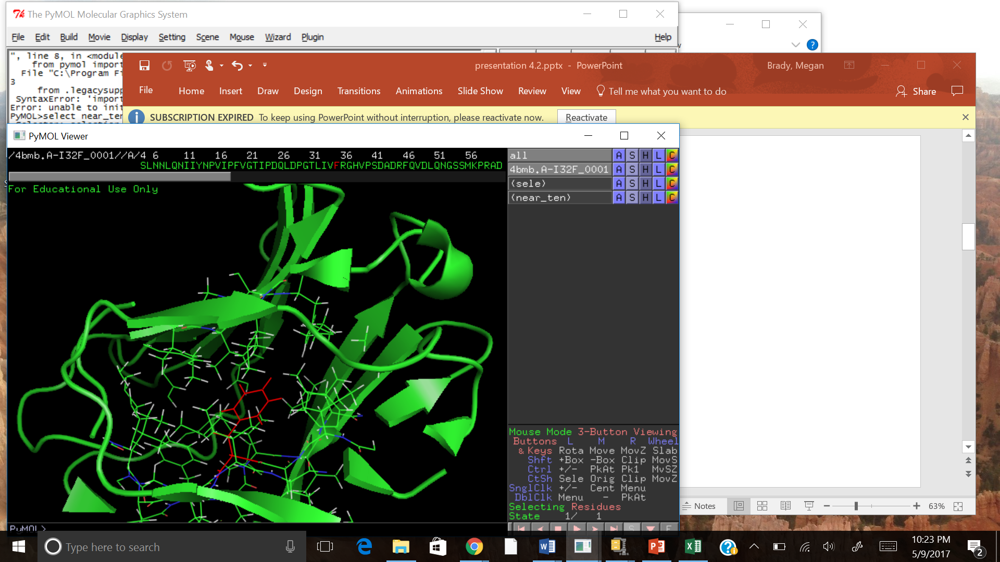 The PyMOL Molecular Graphics System
File Edit Build Movie Display Setting Scene Mouse Wizard Plugin Help
", line 8, in <module
from pymol import
File "C:\Program Fi
3
from .legacysupp
SyntaxError: 'import
Error: unable to init
PyMOL>select near_ter
presentation 4.2.pptx - PowerPoint
Brady, Megan
File Home Insert Draw Design Transitions Animations Slide Show Review View Tell me what you want to do Share
SUBSCRIPTION EXPIRED To keep using PowerPoint without interruption, please reactivate now. Reactivate
PyMOL Viewer
/4bmb.A-I32F_0001//A/4 6 11 16 21 26 31 36 41 46 51 56
SLNNLQNIIYNPVIPFVGTIPDQLDPGTLIVFRGHVPSDADRFQVDLQNGSSMKPRAD
For Educational Use Only
all A S H L C
4bmb.A-I32F_0001 A S H L C
(sele) A S H L C
(near_ten) A S H L C
Mouse Mode 3-Button Viewing
Buttons L M R Wheel
& Keys Rota Move MovZ Slab
Shft +Box -Box Clip MovS
Ctrl +/- PkAt Pk1 MvSZ
CtSh Sele Orig Clip MovZ
SnglClk +/- Cent Menu
DblClk Menu - PkAt
Selecting Residues
State 1/ 1
S F
PyMOL>
Notes
63%
Type here to search
10:23 PM
5/9/2017
2